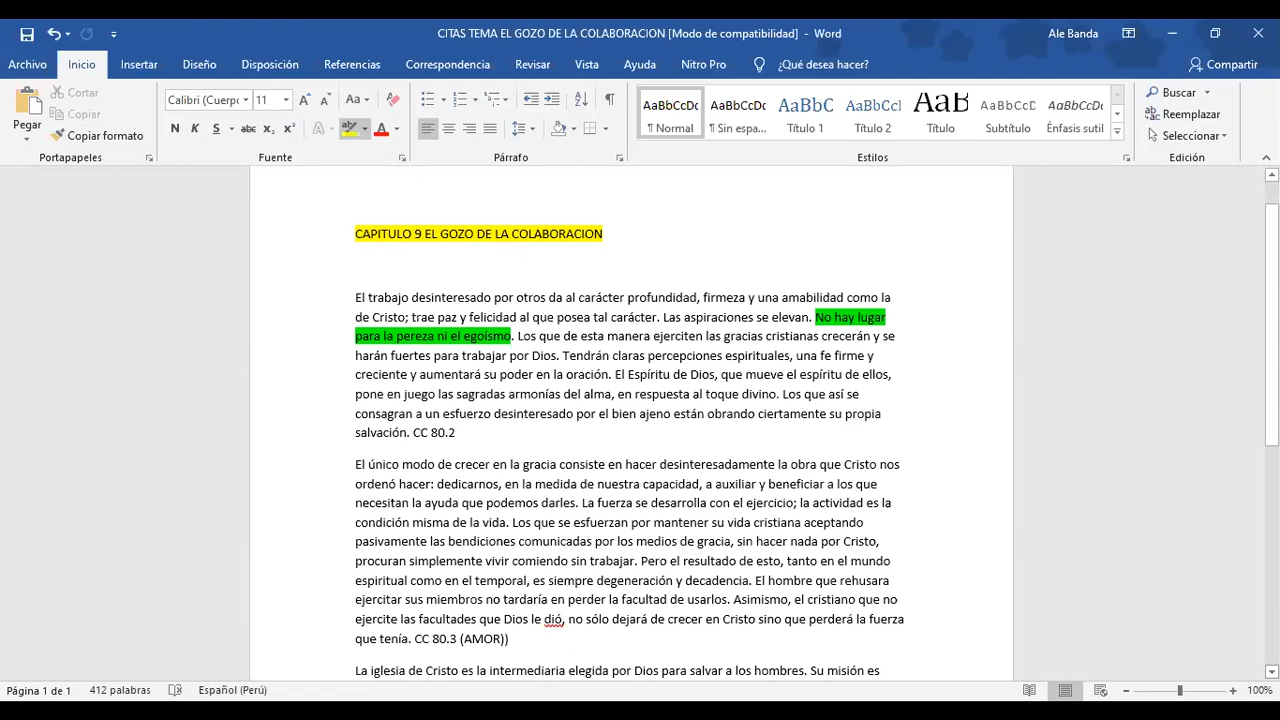 CITAS TEMA EL GOZO DE LA COLABORACION [Modo de compatibilidad] - Word
Ale Banda
Archivo Inicio Insertar Diseño Disposición Referencias Correspondencia Revisar Vista Ayuda Nitro Pro ¿Qué desea hacer? Compartir
Pegar
Cortar
Copiar
Copiar formato
Portapapeles
Calibri (Cuerpo 11
Aa
N K S abc x₂ x²
Fuente
Párrafo
AaBbCcDc AaBbCcDc AaBbC AaBbCcI AaB AaBbCcD AaBbCcDc
¶ Normal ¶ Sin espa... Título 1 Título 2 Título Subtítulo Énfasis sutil
Estilos
Buscar
Reemplazar
Seleccionar
Edición
CAPITULO 9 EL GOZO DE LA COLABORACION
El trabajo desinteresado por otros da al carácter profundidad, firmeza y una amabilidad como la
de Cristo; trae paz y felicidad al que posea tal carácter. Las aspiraciones se elevan. No hay lugar
para la pereza ni el egoísmo. Los que de esta manera ejerciten las gracias cristianas crecerán y se
harán fuertes para trabajar por Dios. Tendrán claras percepciones espirituales, una fe firme y
creciente y aumentará su poder en la oración. El Espíritu de Dios, que mueve el espíritu de ellos,
pone en juego las sagradas armonías del alma, en respuesta al toque divino. Los que así se
consagran a un esfuerzo desinteresado por el bien ajeno están obrando ciertamente su propia
salvación. CC 80.2
El único modo de crecer en la gracia consiste en hacer desinteresadamente la obra que Cristo nos
ordenó hacer: dedicarnos, en la medida de nuestra capacidad, a auxiliar y beneficiar a los que
necesitan la ayuda que podemos darles. La fuerza se desarrolla con el ejercicio; la actividad es la
condición misma de la vida. Los que se esfuerzan por mantener su vida cristiana aceptando
pasivamente las bendiciones comunicadas por los medios de gracia, sin hacer nada por Cristo,
procuran simplemente vivir comiendo sin trabajar. Pero el resultado de esto, tanto en el mundo
espiritual como en el temporal, es siempre degeneración y decadencia. El hombre que rehusara
ejercitar sus miembros no tardaría en perder la facultad de usarlos. Asimismo, el cristiano que no
ejercite las facultades que Dios le dió, no sólo dejará de crecer en Cristo sino que perderá la fuerza
que tenía. CC 80.3 (AMOR))
La iglesia de Cristo es la intermediaria elegida por Dios para salvar a los hombres. Su misión es
Página 1 de 1 412 palabras Español (Perú) 100%